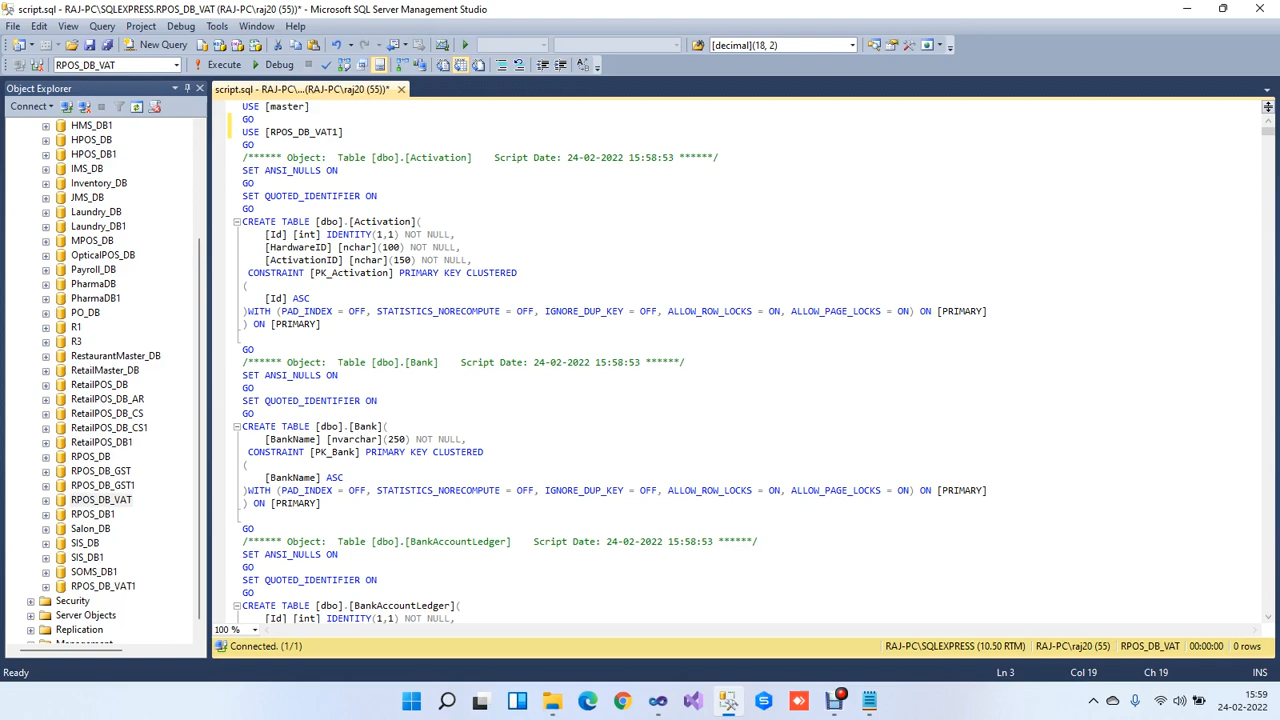 script.sql - RAJ-PC\SQLEXPRESS.RPOS_DB_VAT (RAJ-PC\raj20 (55))* - Microsoft SQL Server Management Studio
File Edit View Query Project Debug Tools Window Help
New Query [decimal](18, 2)
RPOS_DB_VAT Execute Debug
Object Explorer
script.sql - RAJ-PC\...(RAJ-PC\raj20 (55))*
Connect
HMS_DB1
HPOS_DB
HPOS_DB1
IMS_DB
Inventory_DB
JMS_DB
Laundry_DB
Laundry_DB1
MPOS_DB
OpticalPOS_DB
Payroll_DB
PharmaDB
PharmaDB1
PO_DB
R1
R3
RestaurantMaster_DB
RetailMaster_DB
RetailPOS_DB
RetailPOS_DB_AR
RetailPOS_DB_CS
RetailPOS_DB_CS1
RetailPOS_DB1
RPOS_DB
RPOS_DB_GST
RPOS_DB_GST1
RPOS_DB_VAT
RPOS_DB1
Salon_DB
SIS_DB
SIS_DB1
SOMS_DB1
RPOS_DB_VAT1
Security
Server Objects
Replication
USE [master]
GO
USE [RPOS_DB_VAT1]
GO
/****** Object:  Table [dbo].[Activation]    Script Date: 24-02-2022 15:58:53 ******/
SET ANSI_NULLS ON
GO
SET QUOTED_IDENTIFIER ON
GO
CREATE TABLE [dbo].[Activation](
[Id] [int] IDENTITY(1,1) NOT NULL,
[HardwareID] [nchar](100) NOT NULL,
[ActivationID] [nchar](150) NOT NULL,
CONSTRAINT [PK_Activation] PRIMARY KEY CLUSTERED
(
[Id] ASC
)WITH (PAD_INDEX = OFF, STATISTICS_NORECOMPUTE = OFF, IGNORE_DUP_KEY = OFF, ALLOW_ROW_LOCKS = ON, ALLOW_PAGE_LOCKS = ON) ON [PRIMARY]
) ON [PRIMARY]
GO
/****** Object:  Table [dbo].[Bank]    Script Date: 24-02-2022 15:58:53 ******/
SET ANSI_NULLS ON
GO
SET QUOTED_IDENTIFIER ON
GO
CREATE TABLE [dbo].[Bank](
[BankName] [nvarchar](250) NOT NULL,
CONSTRAINT [PK_Bank] PRIMARY KEY CLUSTERED
(
[BankName] ASC
)WITH (PAD_INDEX = OFF, STATISTICS_NORECOMPUTE = OFF, IGNORE_DUP_KEY = OFF, ALLOW_ROW_LOCKS = ON, ALLOW_PAGE_LOCKS = ON) ON [PRIMARY]
) ON [PRIMARY]
GO
/****** Object:  Table [dbo].[BankAccountLedger]    Script Date: 24-02-2022 15:58:53 ******/
SET ANSI_NULLS ON
GO
SET QUOTED_IDENTIFIER ON
GO
CREATE TABLE [dbo].[BankAccountLedger](
[Id] [int] IDENTITY(1,1) NOT NULL,
100 %
Connected. (1/1) RAJ-PC\SQLEXPRESS (10.50 RTM) RAJ-PC\raj20 (55) RPOS_DB_VAT 00:00:00 0 rows
Ready Ln 3 Col 19 Ch 19 INS
15:59
24-02-2022